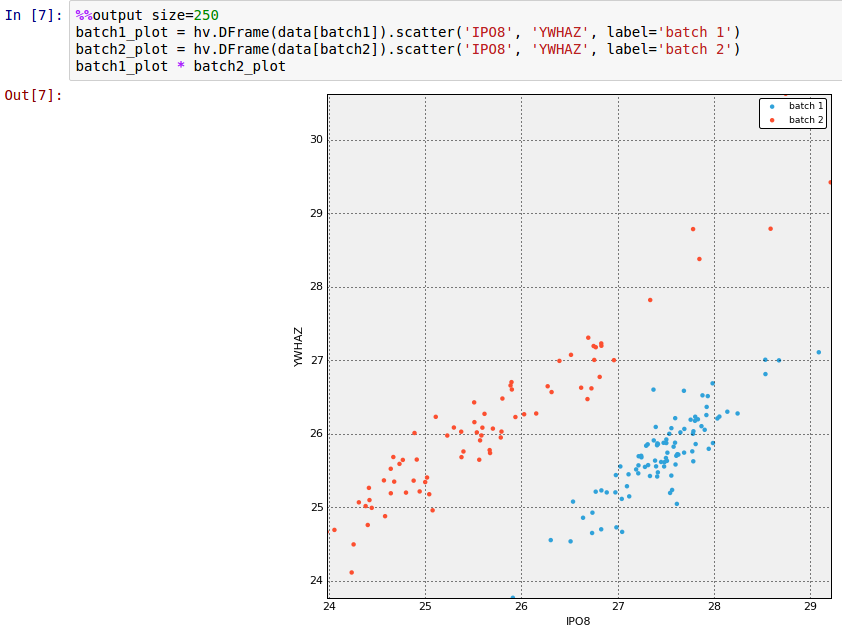 In [7]: %%output size=250
batch1_plot = hv.DFrame(data[batch1]).scatter('IPO8', 'YWHAZ', label='batch 1')
batch2_plot = hv.DFrame(data[batch2]).scatter('IPO8', 'YWHAZ', label='batch 2')
batch1_plot * batch2_plot
Out[7]:
batch 1
batch 2
30
29
28
27
26
25
24
YWHAZ
24 25 26 27 28 29
IPO8